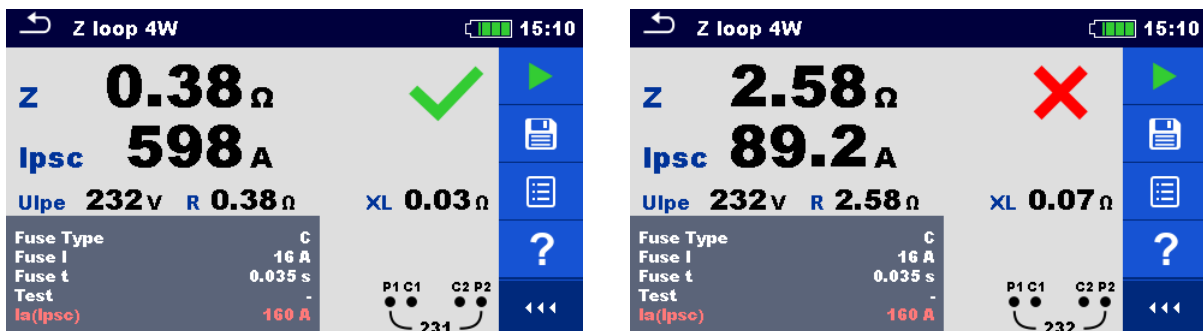 Z loop 4W 15:10
Z 0.38 Ω
Ipsc 598 A
Ulpe 232 V R 0.38 Ω XL 0.03 Ω
Fuse Type C
Fuse I 16 A
Fuse t 0.035 s
Test -
Ia(Ipsc) 160 A
P1 C1 C2 P2
231
?
Z loop 4W 15:10
Z 2.58 Ω
Ipsc 89.2 A
Ulpe 232 V R 2.58 Ω XL 0.07 Ω
Fuse Type C
Fuse I 16 A
Fuse t 0.035 s
Test -
Ia(Ipsc) 160 A
P1 C1 C2 P2
232
?